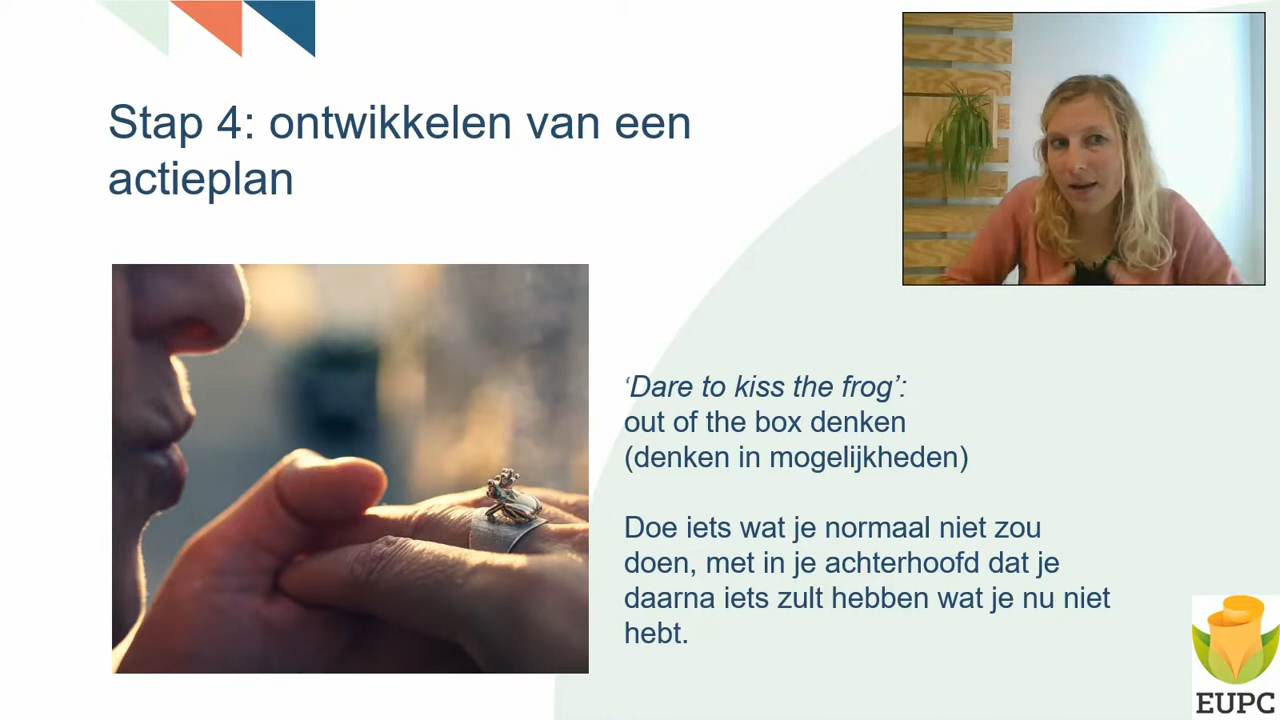 Stap 4: ontwikkelen van een
actieplan
‘Dare to kiss the frog’:
out of the box denken
(denken in mogelijkheden)
Doe iets wat je normaal niet zou
doen, met in je achterhoofd dat je
daarna iets zult hebben wat je nu niet
hebt.
EUPC